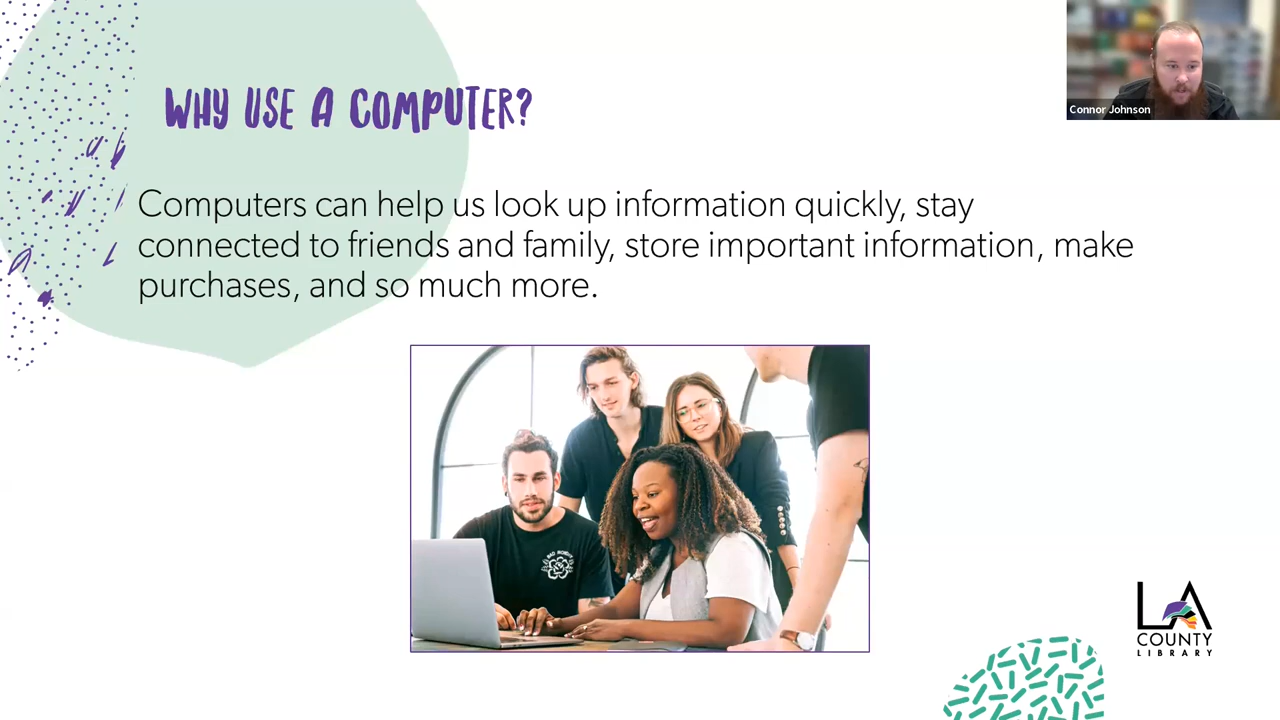 WHY USE A COMPUTER?
Connor Johnson
Computers can help us look up information quickly, stay
connected to friends and family, store important information, make
purchases, and so much more.
LA
COUNTY
LIBRARY